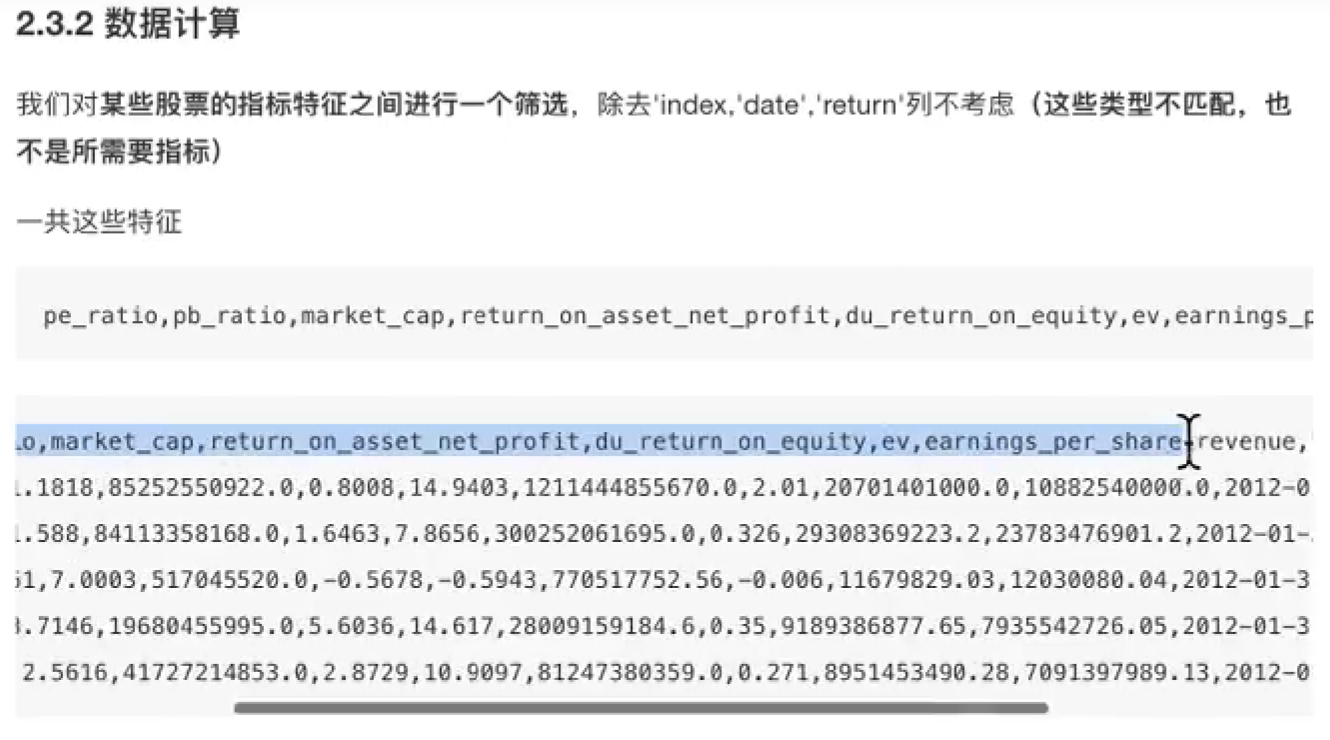 2.3.2 数据计算
我们对某些股票的指标特征之间进行一个筛选，除去'index,'date','return'列不考虑（这些类型不匹配，也
不是所需要指标）
一共这些特征
pe_ratio,pb_ratio,market_cap,return_on_asset_net_profit,du_return_on_equity,ev,earnings_p
io,market_cap,return_on_asset_net_profit,du_return_on_equity,ev,earnings_per_share,revenue,
1.1818,85252550922.0,0.8008,14.9403,1211444855670.0,2.01,20701401000.0,10882540000.0,2012-0
1.588,84113358168.0,1.6463,7.8656,300252061695.0,0.326,29308369223.2,23783476901.2,2012-01-
51,7.0003,517045520.0,-0.5678,-0.5943,770517752.56,-0.006,11679829.03,12030080.04,2012-01-3
3.7146,19680455995.0,5.6036,14.617,28009159184.6,0.35,9189386877.65,7935542726.05,2012-01-3
2.5616,41727214853.0,2.8729,10.9097,81247380359.0,0.271,8951453490.28,7091397989.13,2012-0